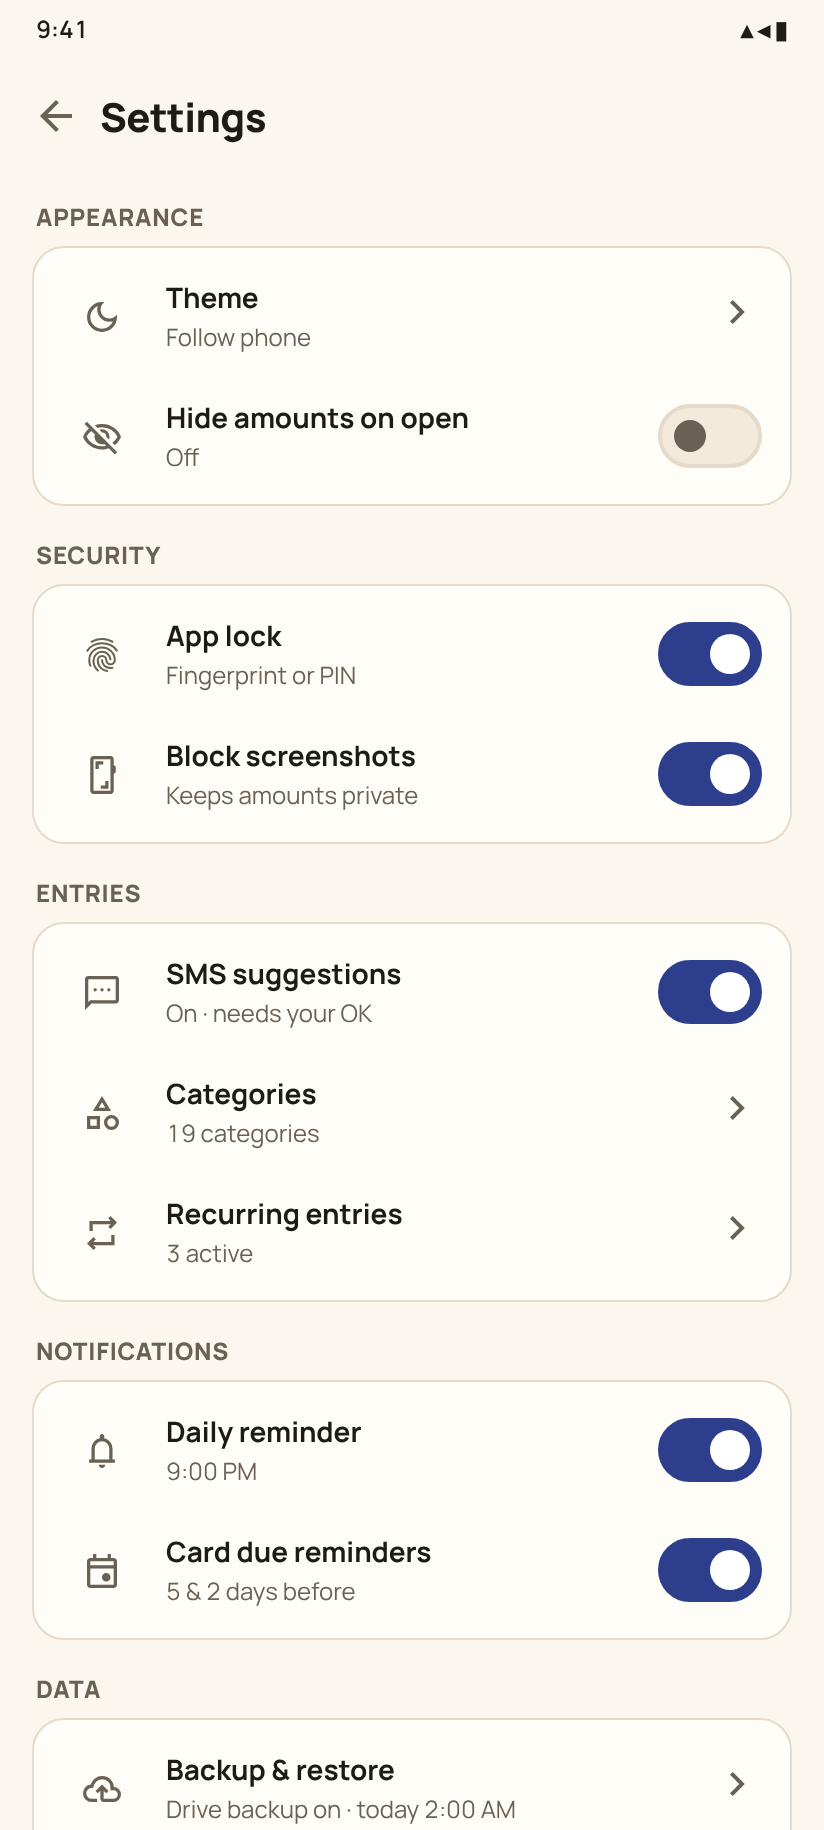 9:41
Settings
APPEARANCE
Theme
Follow phone
Hide amounts on open
Off
SECURITY
App lock
Fingerprint or PIN
Block screenshots
Keeps amounts private
ENTRIES
SMS suggestions
On · needs your OK
Categories
19 categories
Recurring entries
3 active
NOTIFICATIONS
Daily reminder
9:00 PM
Card due reminders
5 & 2 days before
DATA
Backup & restore
Drive backup on · today 2:00 AM